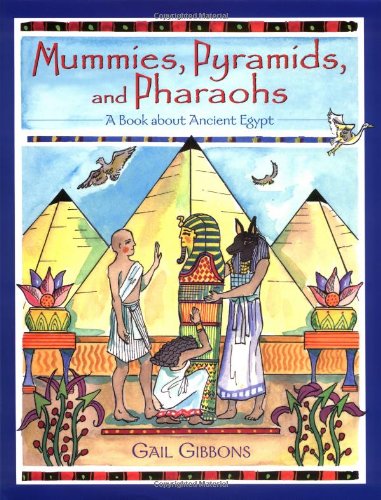 Mummies, Pyramids,
and Pharaohs
A Book about Ancient Egypt
GAIL GIBBONS